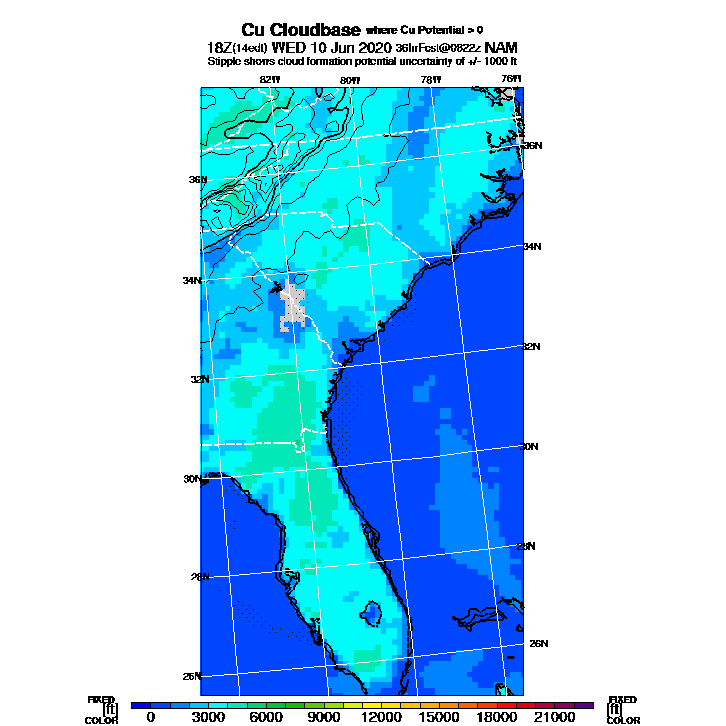 Cu Cloudbase where Cu Potential > 0
18Z(14edt) WED 10 Jun 2020 36hrFcst@0822z NAM
Stipple shows cloud formation potential uncertainty of +/- 1000 ft
82W 80W 78W 76W
36N
36N
34N
34N
32N
32N
30N
30N
28N
28N
26N
26N
FIXED FIXED
[ft] [ft]
COLOR COLOR
0 3000 6000 9000 12000 15000 18000 21000